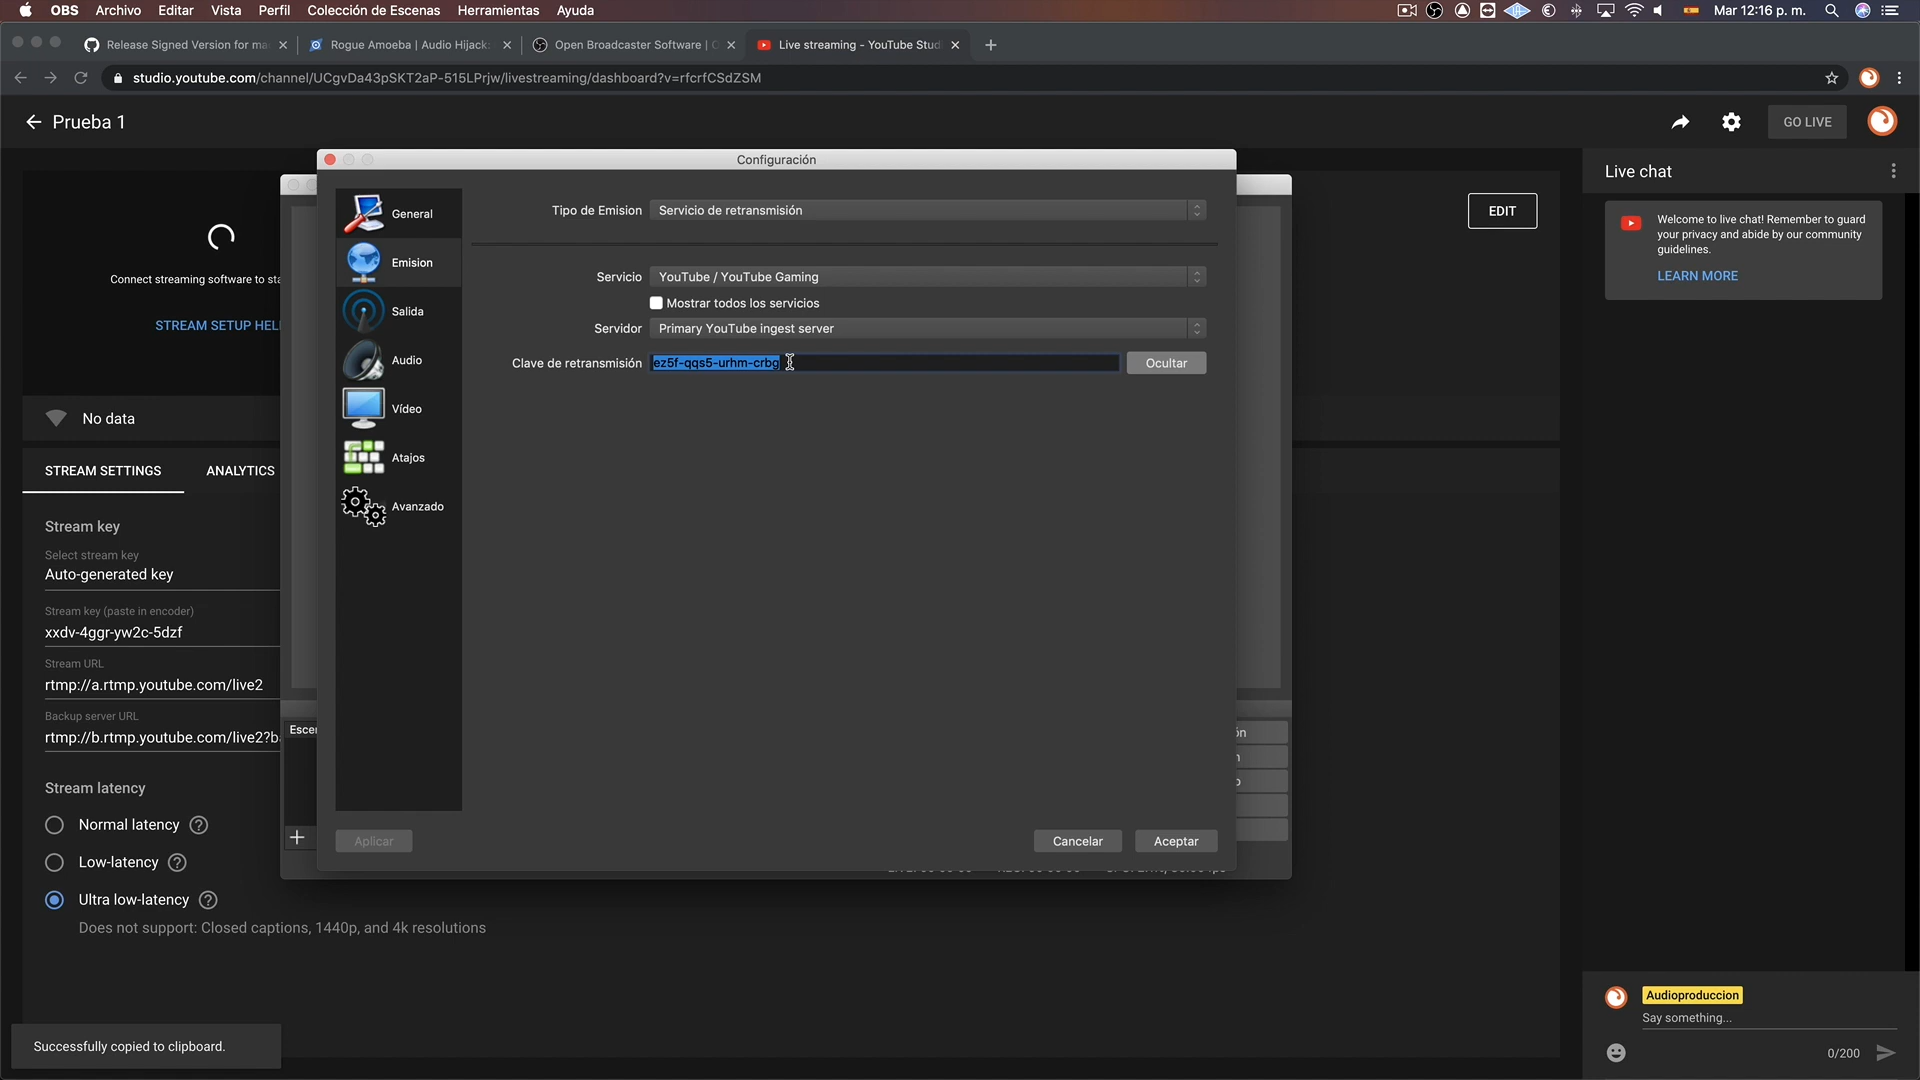 OBS Archivo Editar Vista Perfil Colección de Escenas Herramientas Ayuda
Mar 12:16 p. m.
Release Signed Version for ma
Rogue Amoeba | Audio Hijack:
Open Broadcaster Software | O
Live streaming - YouTube Stud
studio.youtube.com/channel/UCgvDa43pSKT2aP-515LPrjw/livestreaming/dashboard?v=rfcrfCSdZSM
Prueba 1
GO LIVE
Configuración
Live chat
General
Tipo de Emision
Servicio de retransmisión
EDIT
Welcome to live chat! Remember to guard
your privacy and abide by our community
guidelines.
LEARN MORE
Emision
Connect streaming software to sta
Servicio
YouTube / YouTube Gaming
Mostrar todos los servicios
Salida
STREAM SETUP HEL
Servidor
Primary YouTube ingest server
Audio
Clave de retransmisión
ez5f-qqs5-urhm-crbg
Ocultar
Vídeo
No data
Atajos
STREAM SETTINGS
ANALYTICS
Avanzado
Stream key
Select stream key
Auto-generated key
Stream key (paste in encoder)
xxdv-4ggr-yw2c-5dzf
Stream URL
rtmp://a.rtmp.youtube.com/live2
Backup server URL
rtmp://b.rtmp.youtube.com/live2?b
Escer
ón
n
o
Stream latency
Normal latency
Aplicar
Cancelar
Aceptar
Low-latency
Ultra low-latency
Does not support: Closed captions, 1440p, and 4k resolutions
Audioproduccion
Say something...
Successfully copied to clipboard.
0/200